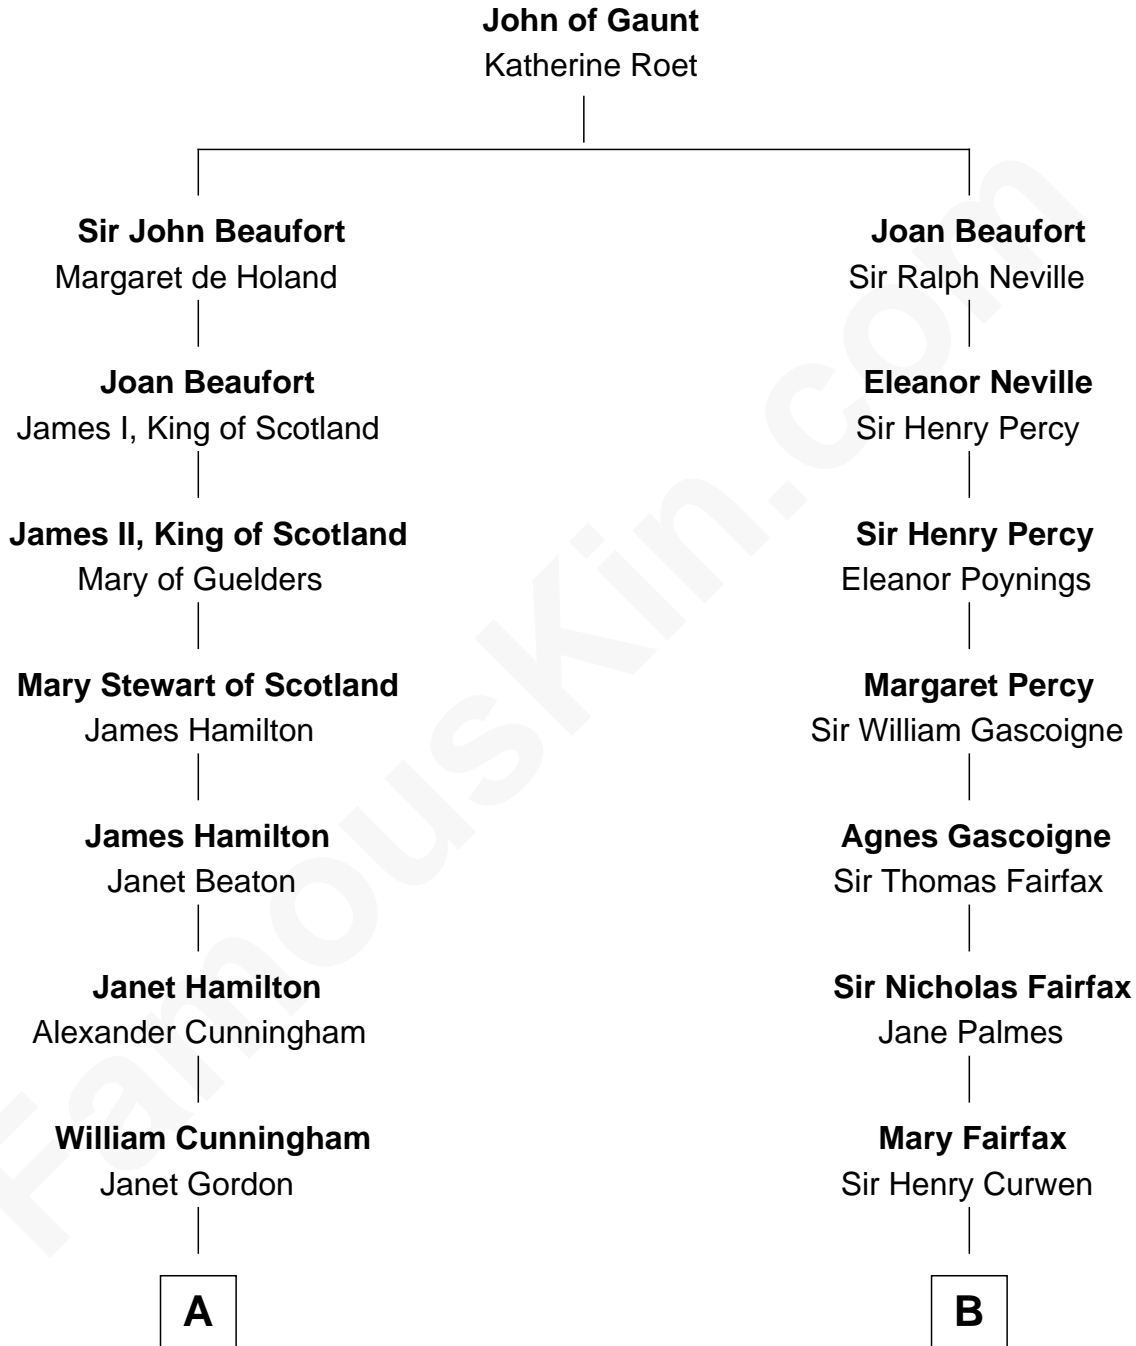 John of Gaunt
Katherine Roet
Sir John Beaufort
Margaret de Holand
Joan Beaufort
James I, King of Scotland
James II, King of Scotland
Mary of Guelders
Mary Stewart of Scotland
James Hamilton
James Hamilton
Janet Beaton
Janet Hamilton
Alexander Cunningham
William Cunningham
Janet Gordon
A
Joan Beaufort
Sir Ralph Neville
Eleanor Neville
Sir Henry Percy
Sir Henry Percy
Eleanor Poynings
Margaret Percy
Sir William Gascoigne
Agnes Gascoigne
Sir Thomas Fairfax
Sir Nicholas Fairfax
Jane Palmes
Mary Fairfax
Sir Henry Curwen
B
FamousKin.com